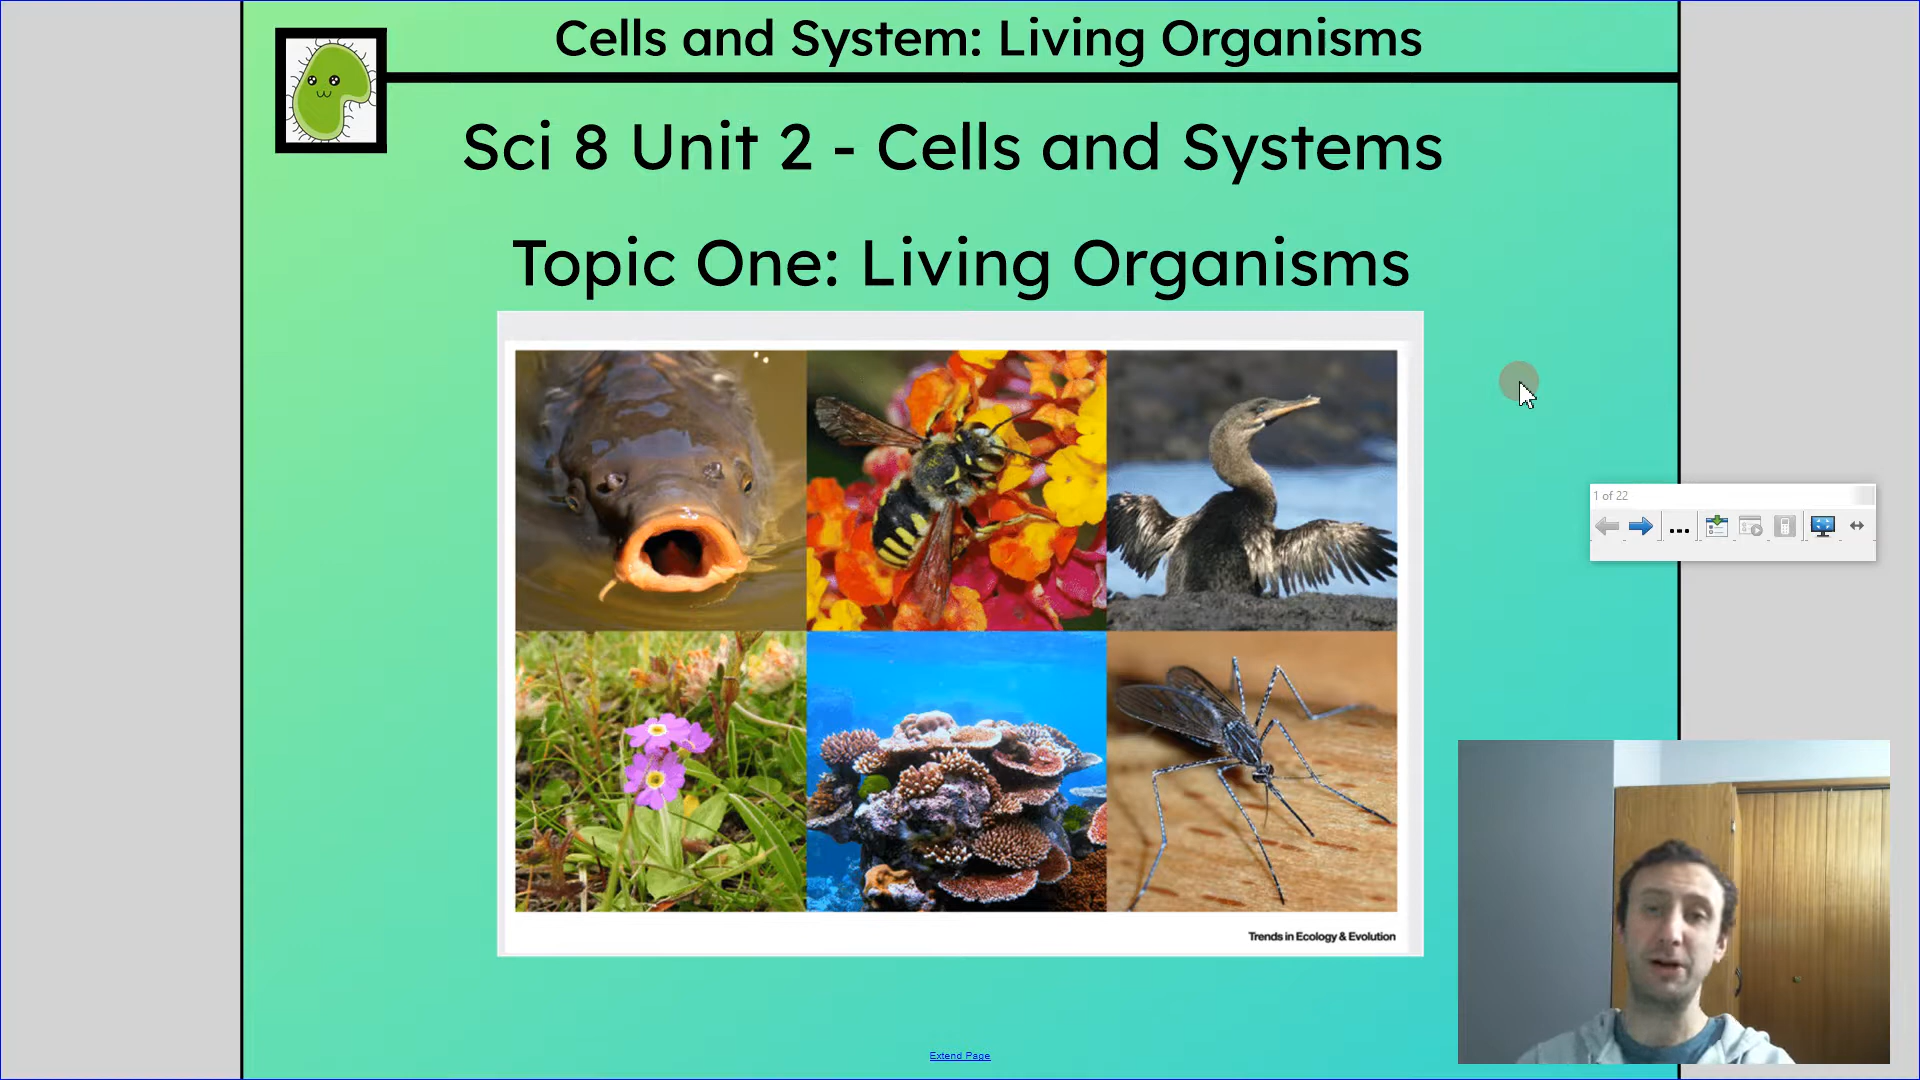 Cells and System: Living Organisms
Sci 8 Unit 2 - Cells and Systems
Topic One: Living Organisms
1 of 22
Trends in Ecology & Evolution
Extend Page